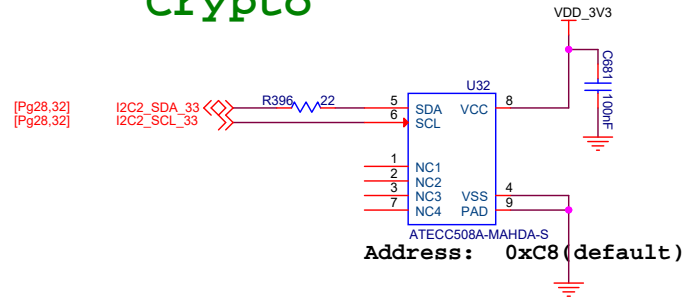 Crypto
VDD_3V3
C681
100nF
U32
[Pg28,32] I2C2_SDA_33 R396 22 5 SDA VCC 8
[Pg28,32] I2C2_SCL_33 6 SCL
1 NC1
2 NC2
3 NC3 VSS 4
7 NC4 PAD 9
ATECC508A-MAHDA-S
Address: 0xC8(default)